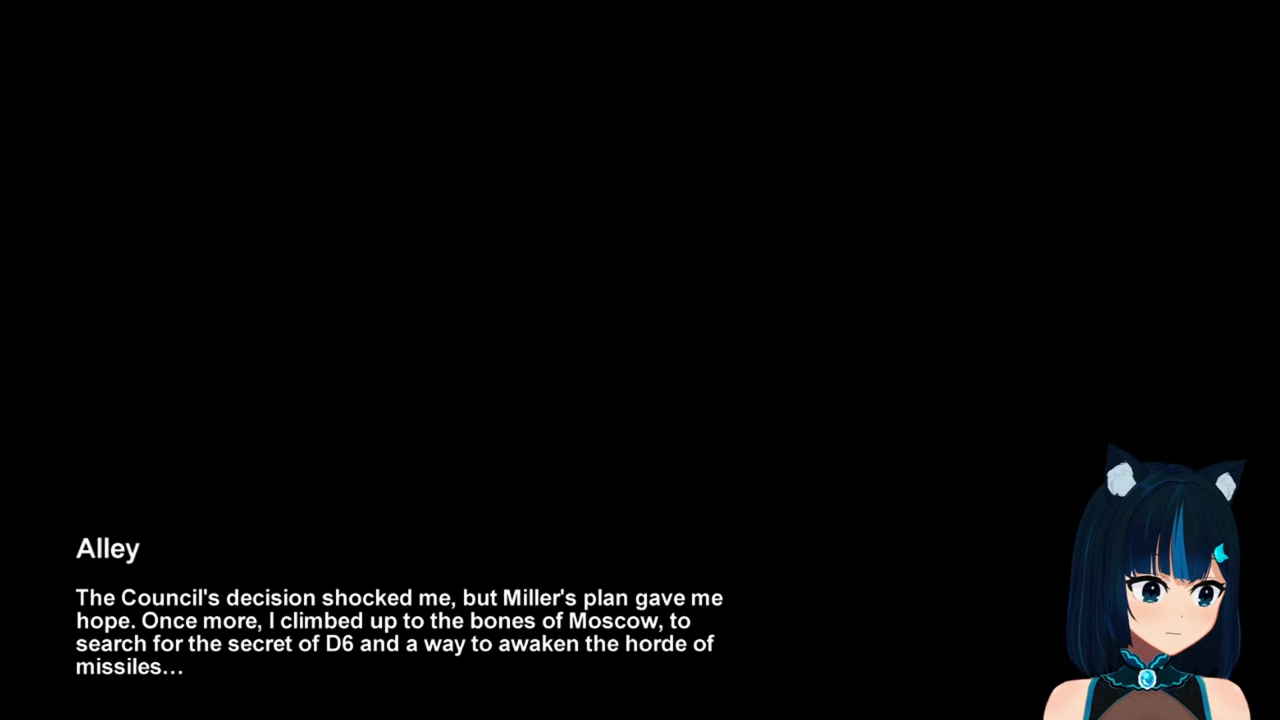 Alley
The Council's decision shocked me, but Miller's plan gave me
hope. Once more, I climbed up to the bones of Moscow, to
search for the secret of D6 and a way to awaken the horde of
missiles...